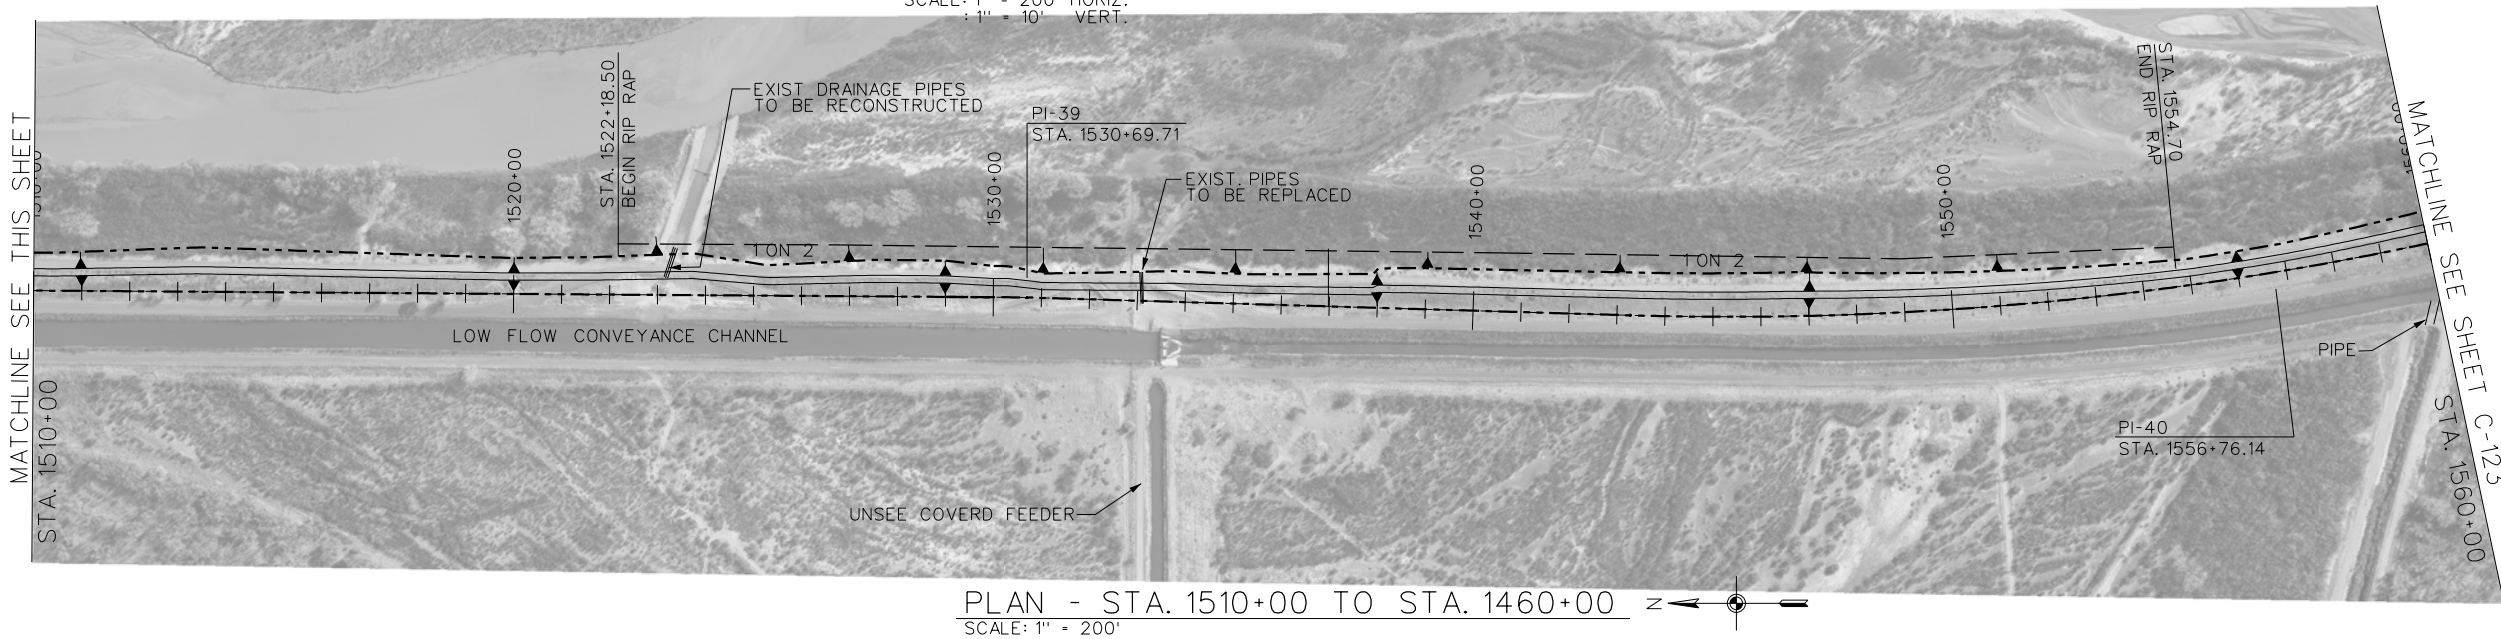 SCALE: 1" = 200' HORIZ.
: 1" = 10' VERT.
MATCHLINE SEE THIS SHEET
STA. 1510+00
1520+00
STA. 1522+18.50
BEGIN RIP RAP
EXIST DRAINAGE PIPES
TO BE RECONSTRUCTED
1 ON 2
1530+00
PI-39
STA. 1530+69.71
EXIST. PIPES
TO BE REPLACED
1540+00
1 ON 2
1550+00
STA. 1554.70
END RIP RAP
MATCHLINE SEE SHEET C-123
STA. 1560+00
LOW FLOW CONVEYANCE CHANNEL
PIPE
PI-40
STA. 1556+76.14
UNSEE COVERD FEEDER
PLAN - STA. 1510+00 TO STA. 1460+00
SCALE: 1" = 200'
N